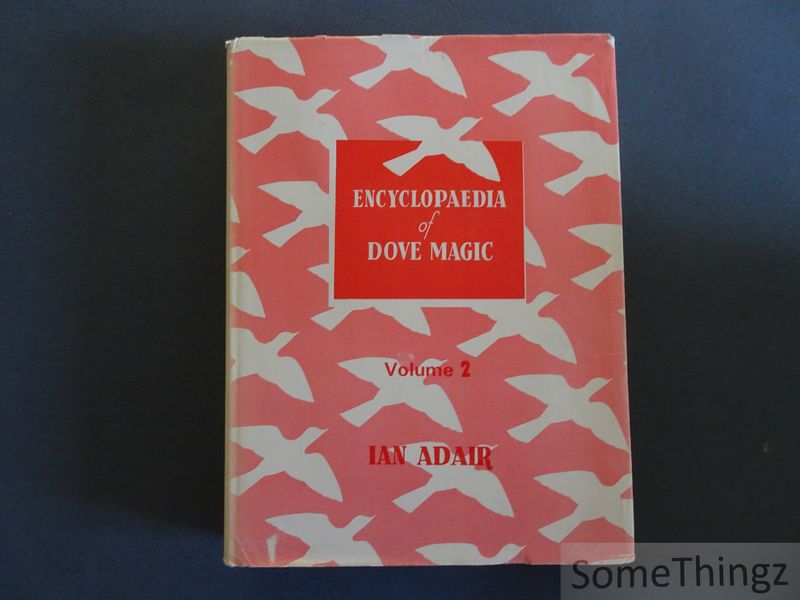 ENCYCLOPAEDIA
of
DOVE MAGIC
Volume 2
IAN ADAIR
SomeThingz